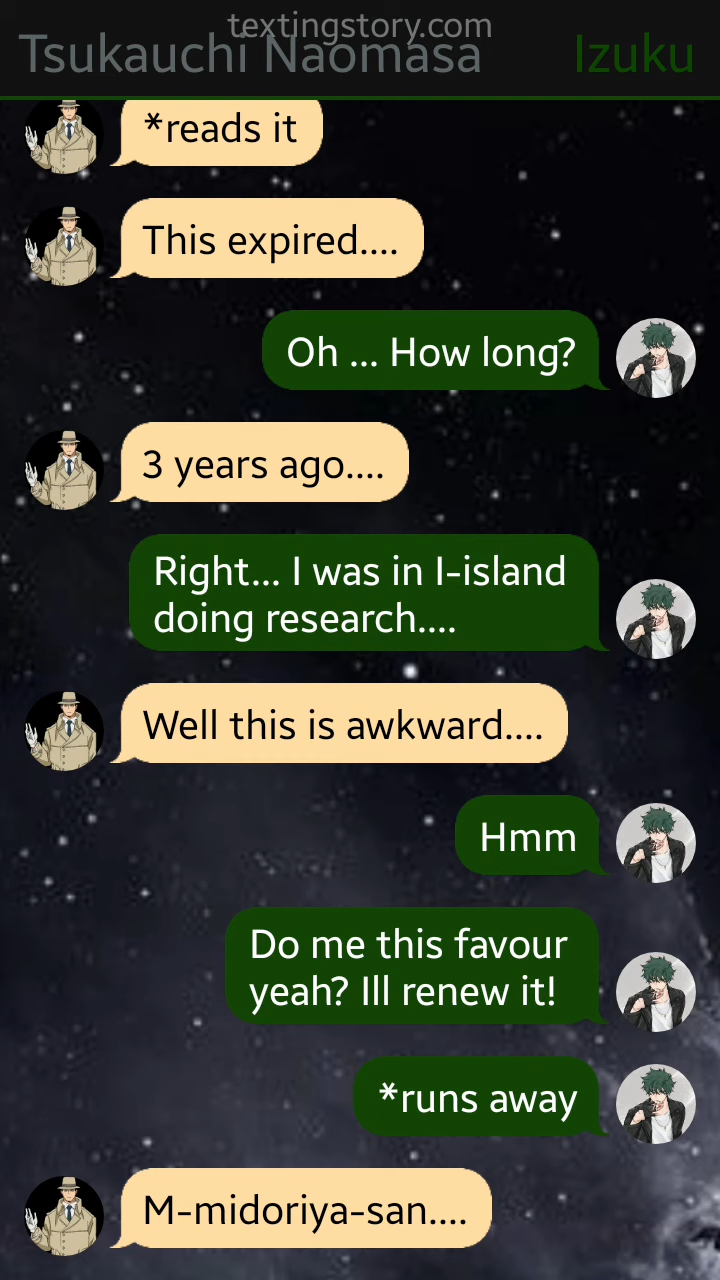 textingstory.com
Tsukauchi Naomasa
Izuku
*reads it
This expired....
Oh ... How long?
3 years ago....
Right... I was in I-island
doing research....
Well this is awkward....
Hmm
Do me this favour
yeah? Ill renew it!
*runs away
M-midoriya-san....